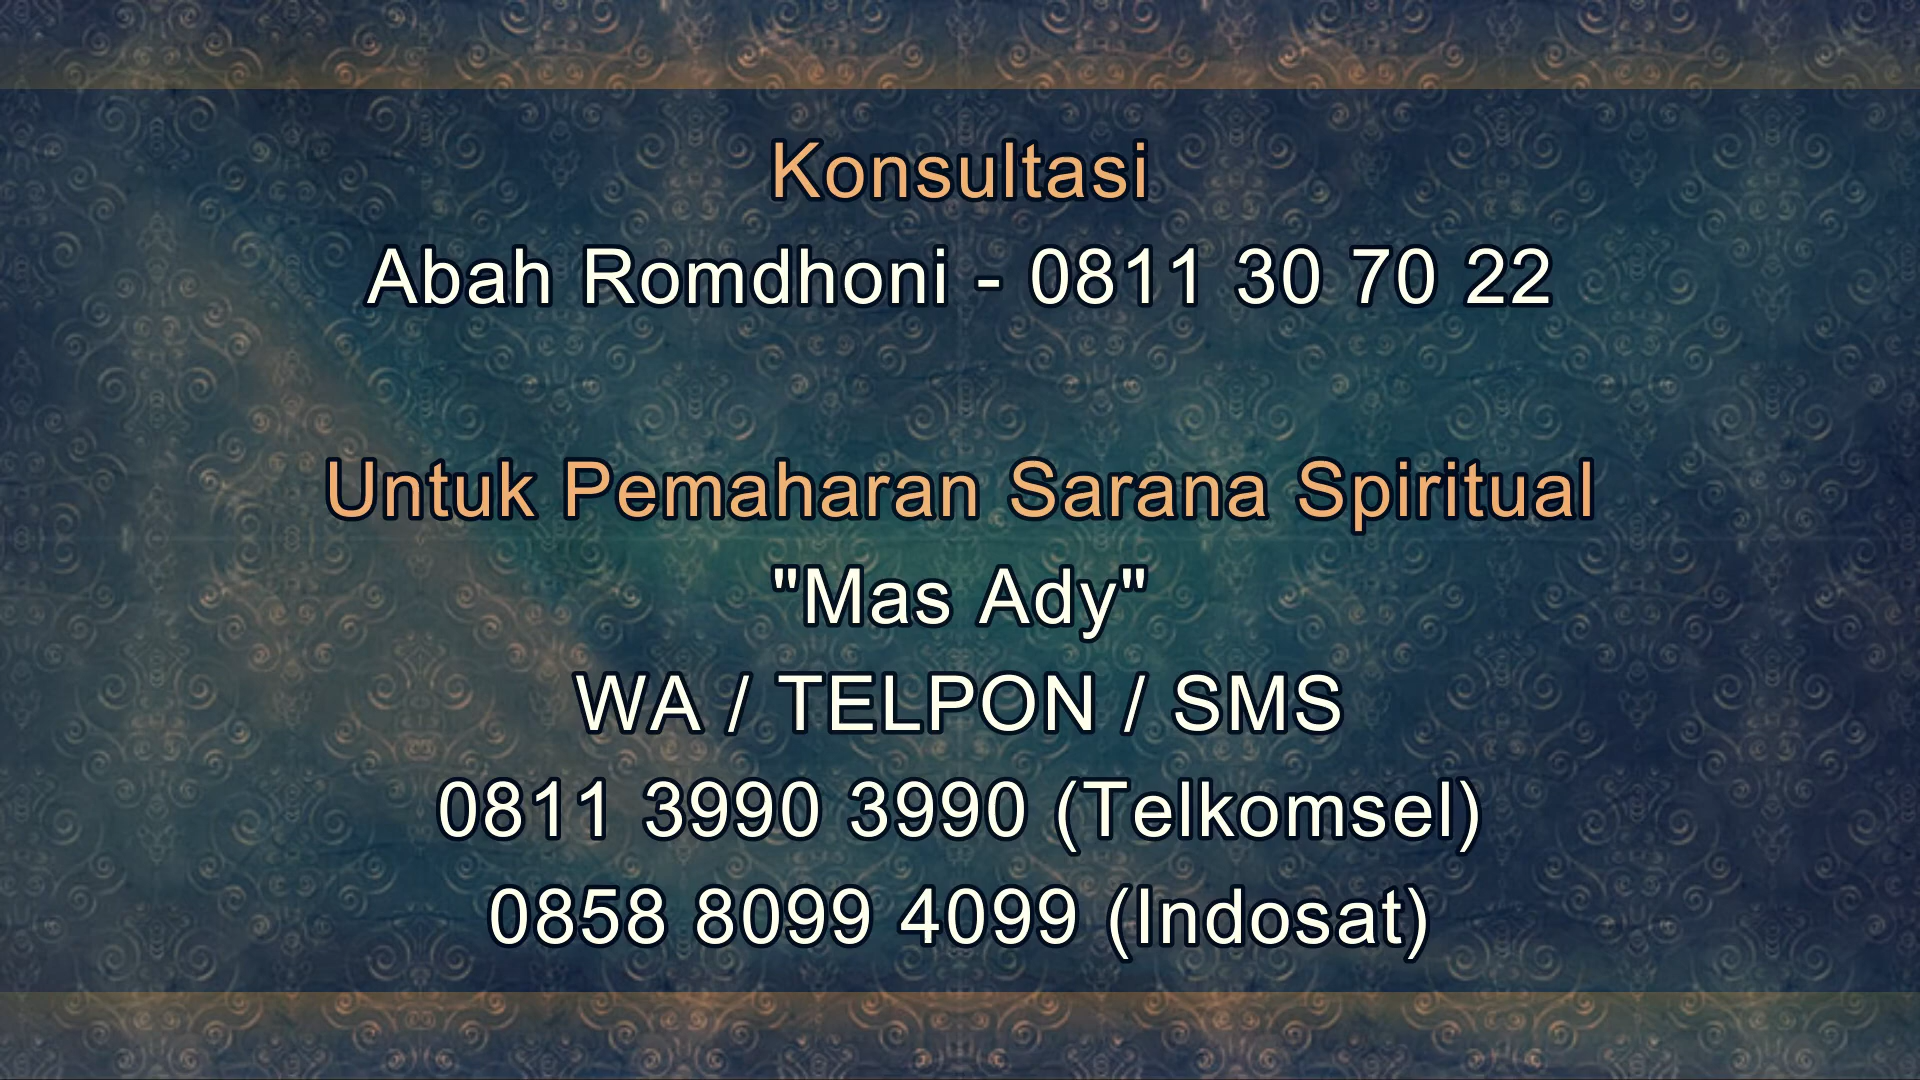 Konsultasi
Abah Romdhoni - 0811 30 70 22
Untuk Pemaharan Sarana Spiritual
"Mas Ady"
WA / TELPON / SMS
0811 3990 3990 (Telkomsel)
0858 8099 4099 (Indosat)